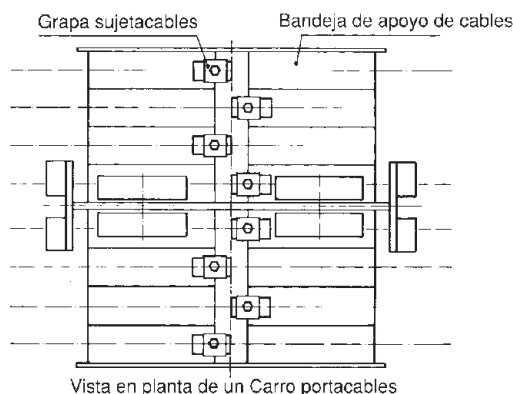 Grapa sujetacables
Bandeja de apoyo de cables
Vista en planta de un Carro portacables